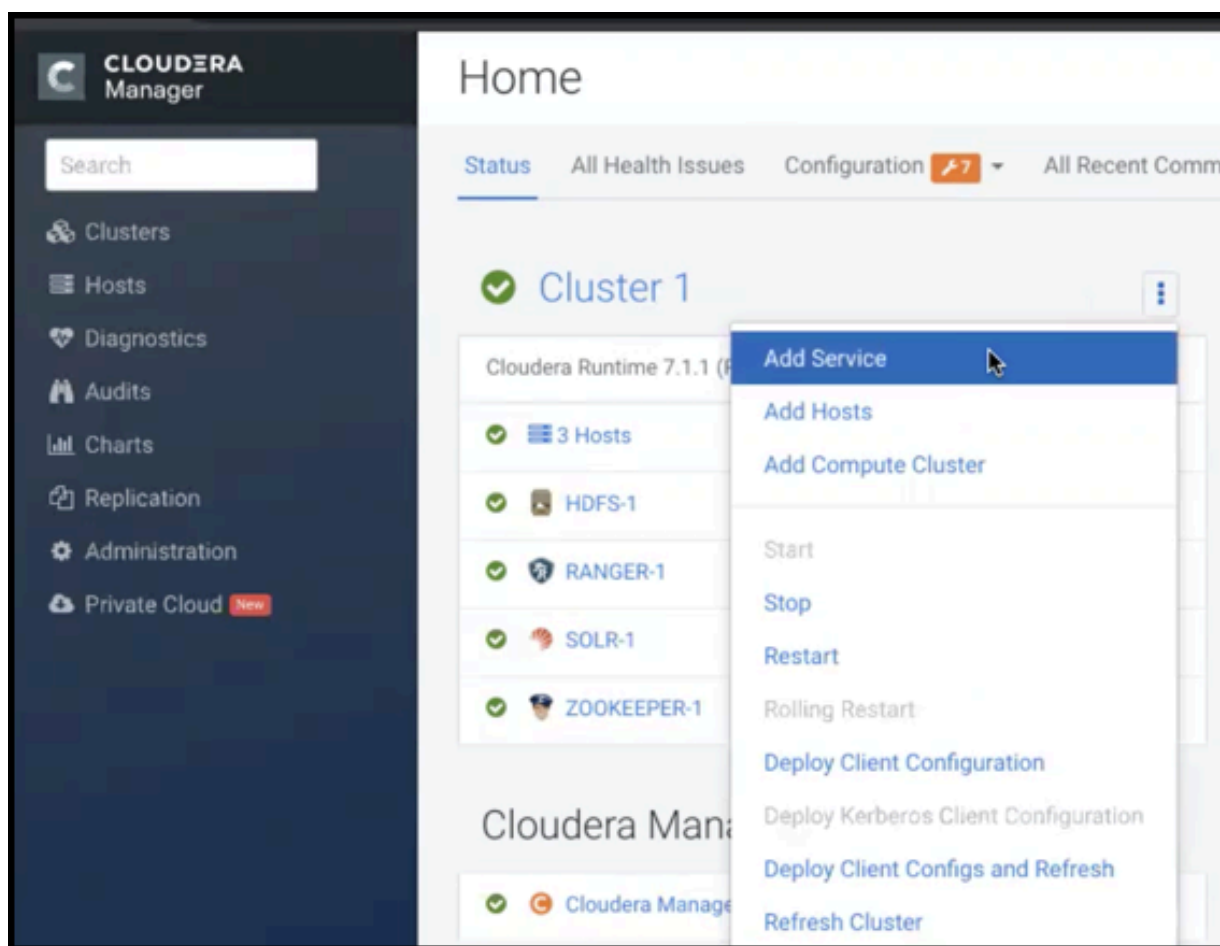 CLOUDERA
Manager
Search
Clusters
Hosts
Diagnostics
Audits
Charts
Replication
Administration
Private Cloud New
Home
Status All Health Issues Configuration 7 All Recent Comm
Cluster 1
Cloudera Runtime 7.1.1 (
3 Hosts
HDFS-1
RANGER-1
SOLR-1
ZOOKEEPER-1
Cloudera Mana
Cloudera Manage
Add Service
Add Hosts
Add Compute Cluster
Start
Stop
Restart
Rolling Restart
Deploy Client Configuration
Deploy Kerberos Client Configuration
Deploy Client Configs and Refresh
Refresh Cluster